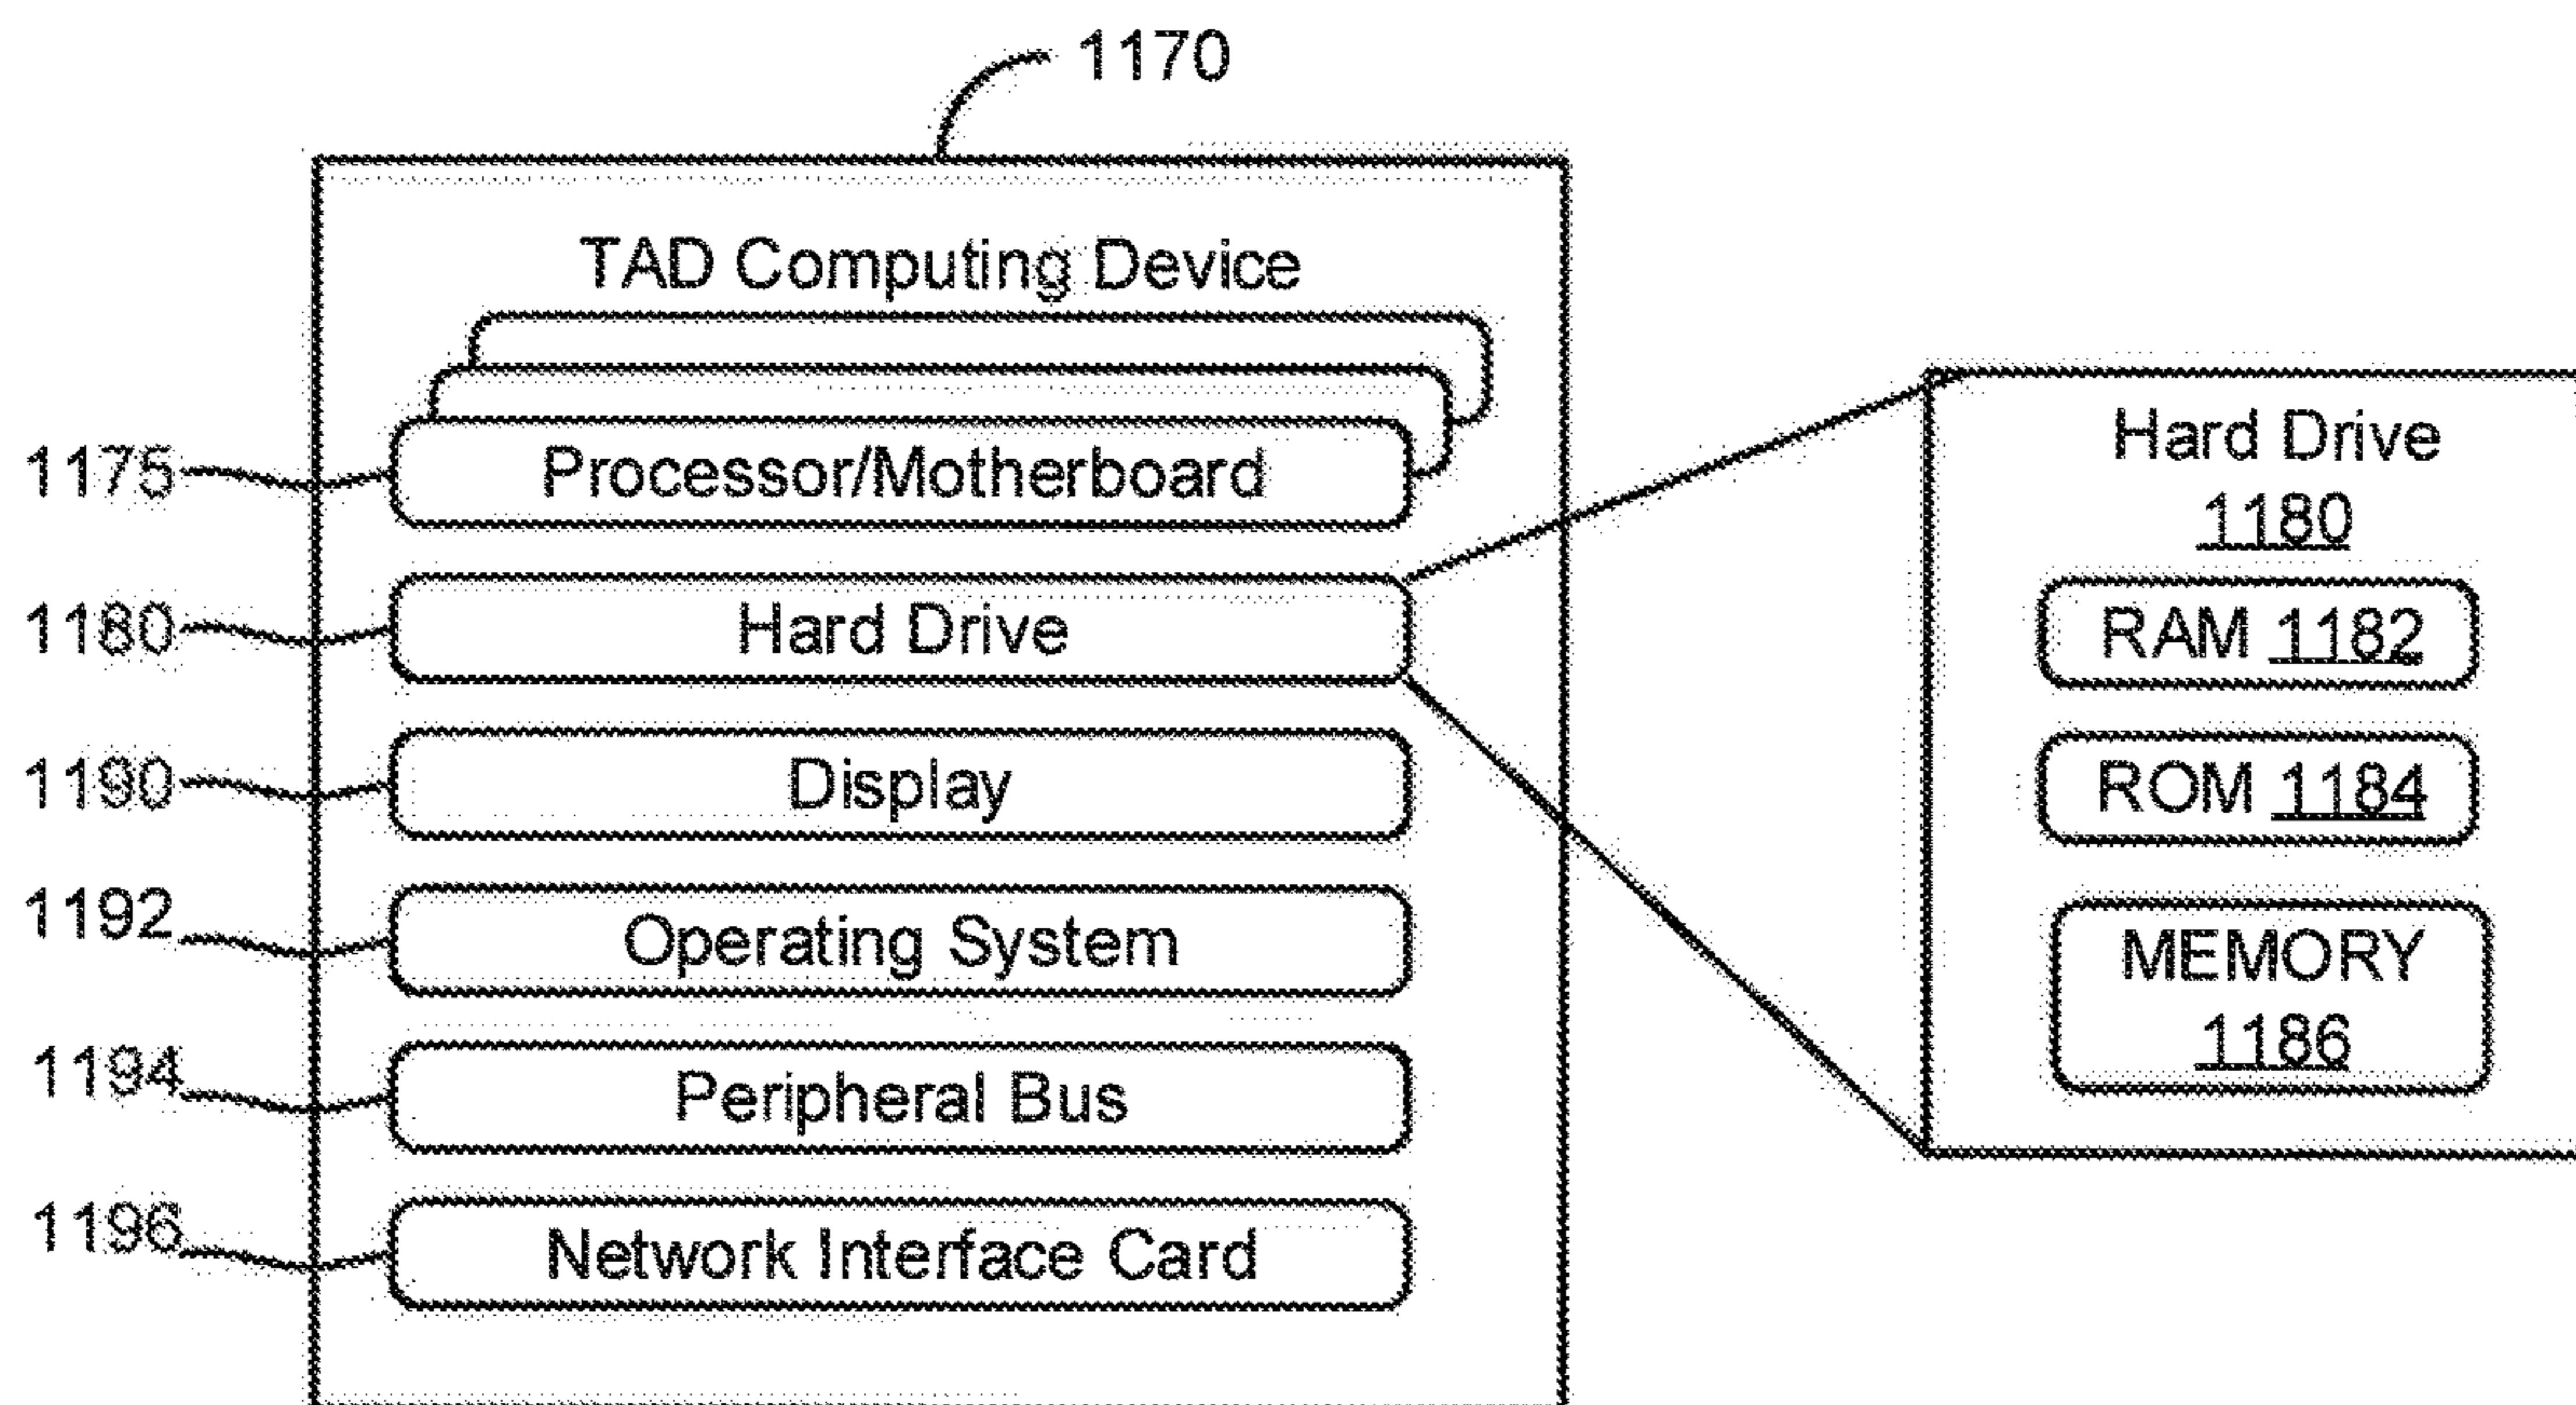 1170
TAD Computing Device
1175 Processor/Motherboard
1180 Hard Drive
1190 Display
1192 Operating System
1194 Peripheral Bus
1196 Network Interface Card
Hard Drive
1180
RAM 1182
ROM 1184
MEMORY
1186